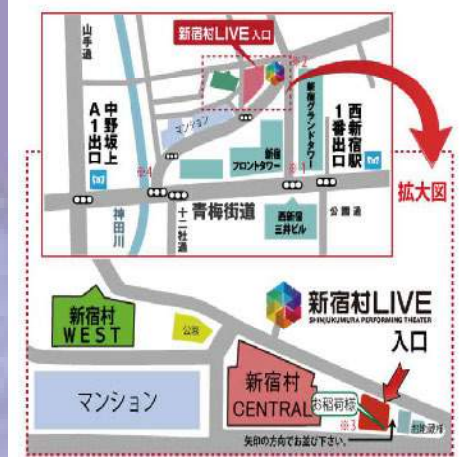 新宿村LIVE 入口
山手通
中野坂上
A1出口
※2
新宿グランドタワー
西新宿駅
1番出口
マンション
新宿
フロントタワー
※4
※1
拡大図
神田川
十二社通
青梅街道
西新宿
三井ビル
公園通
新宿村
WEST
公園
新宿村LIVE
SHINJUKUMURA PERFORMING THEATER
入口
マンション
新宿村
CENTRAL
お稲荷様
※3
矢印の方向でお並び下さい。